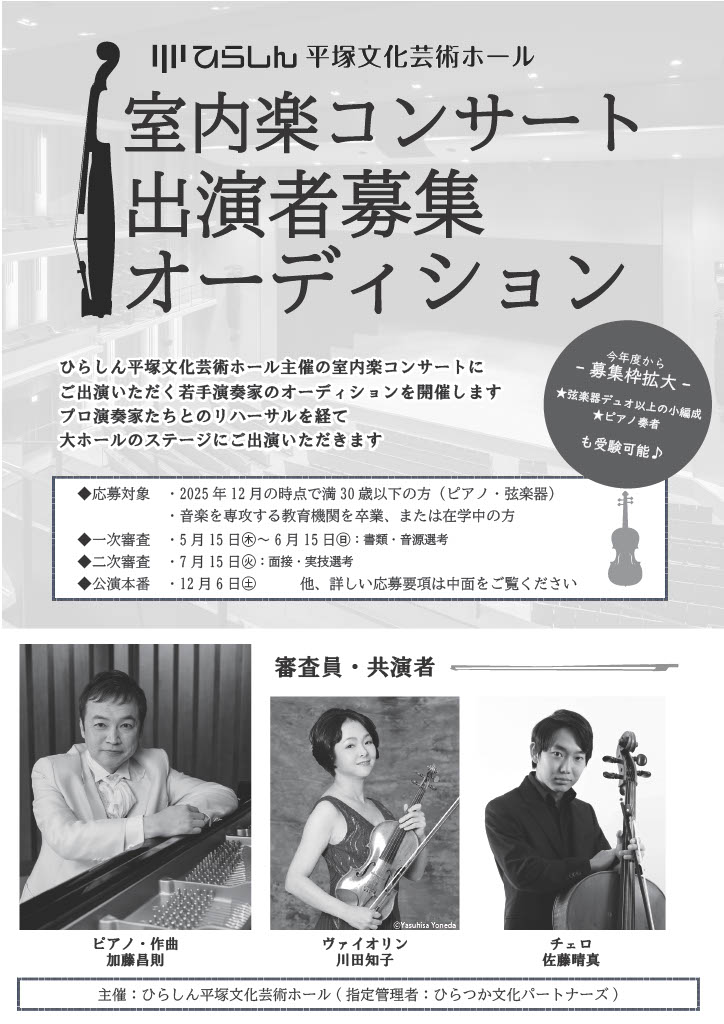 ひらしん 平塚文化芸術ホール
室内楽コンサート
出演者募集
オーディション
ひらしん平塚文化芸術ホール主催の室内楽コンサートに
ご出演いただく若手演奏家のオーディションを開催します
プロ演奏家たちとのリハーサルを経て
大ホールのステージにご出演いただきます
今年度から
- 募集枠拡大 -
★弦楽器デュオ以上の小編成
★ピアノ奏者
も受験可能♪
◆応募対象 ・2025年12月の時点で満30歳以下の方（ピアノ・弦楽器）
・音楽を専攻する教育機関を卒業、または在学中の方
◆一次審査 ・5月15日㊍～6月15日㊐：書類・音源選考
◆二次審査 ・7月15日㊋：面接・実技選考
◆公演本番 ・12月6日㊏ 他、詳しい応募要項は中面をご覧ください
審査員・共演者
©Yasuhisa Yoneda
ピアノ・作曲
加藤昌則
ヴァイオリン
川田知子
チェロ
佐藤晴真
主催：ひらしん平塚文化芸術ホール ( 指定管理者：ひらつか文化パートナーズ )